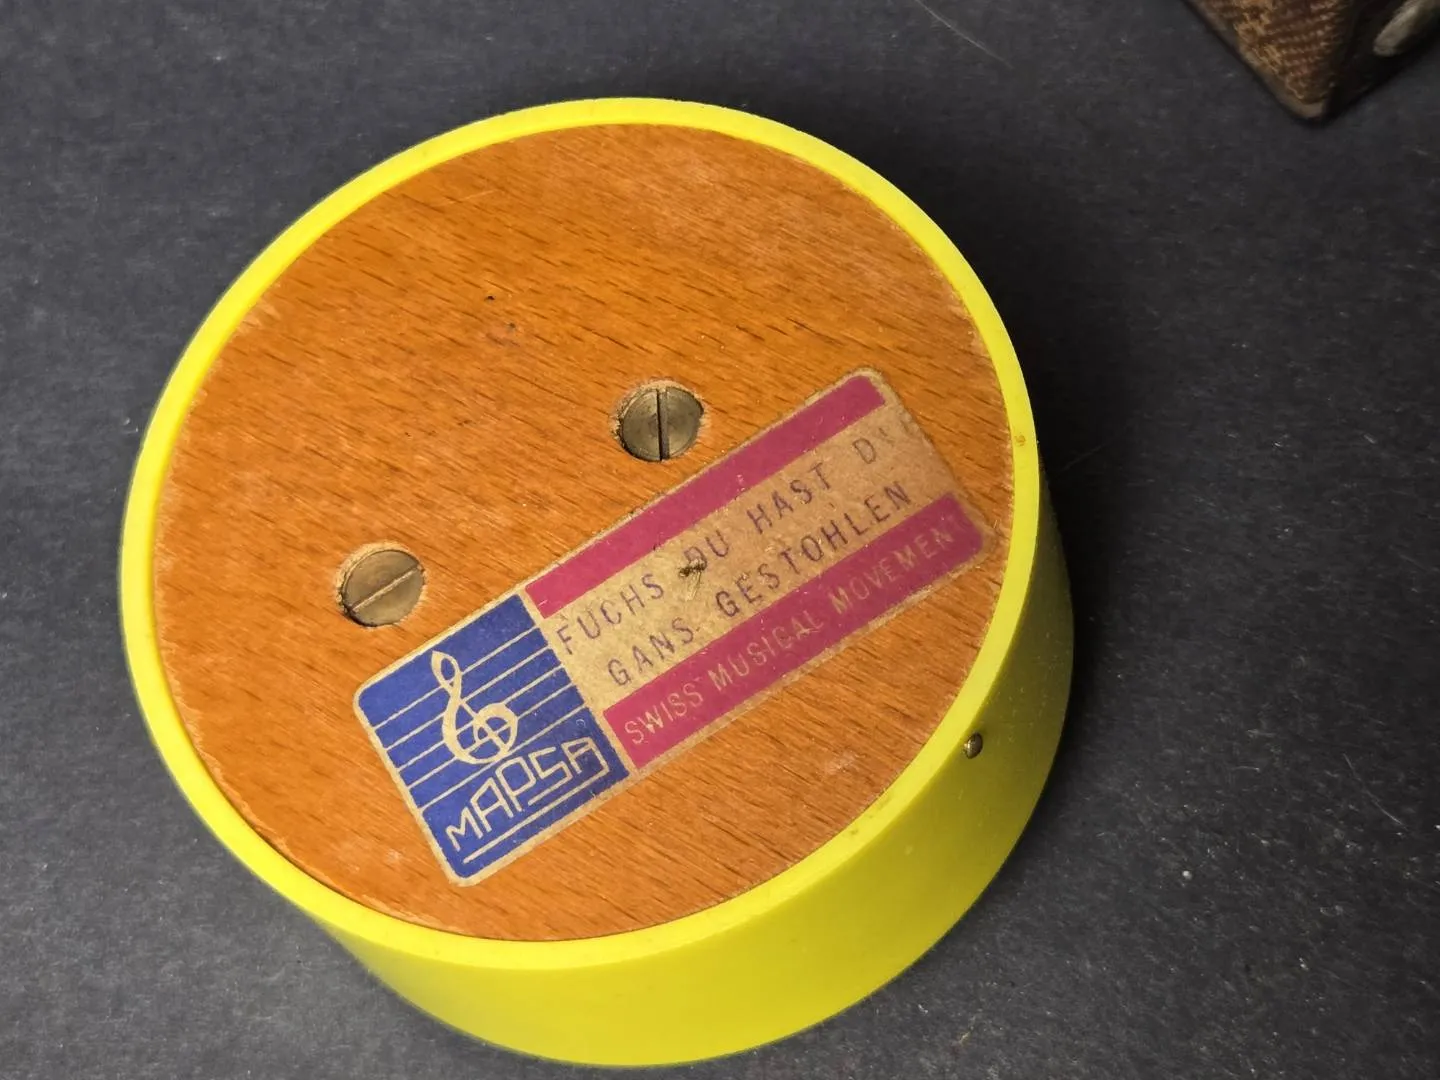 FUCHS DU HAST
GANS GESTOHLEN
SWISS MUSICAL MOVEMENT
MAPSA